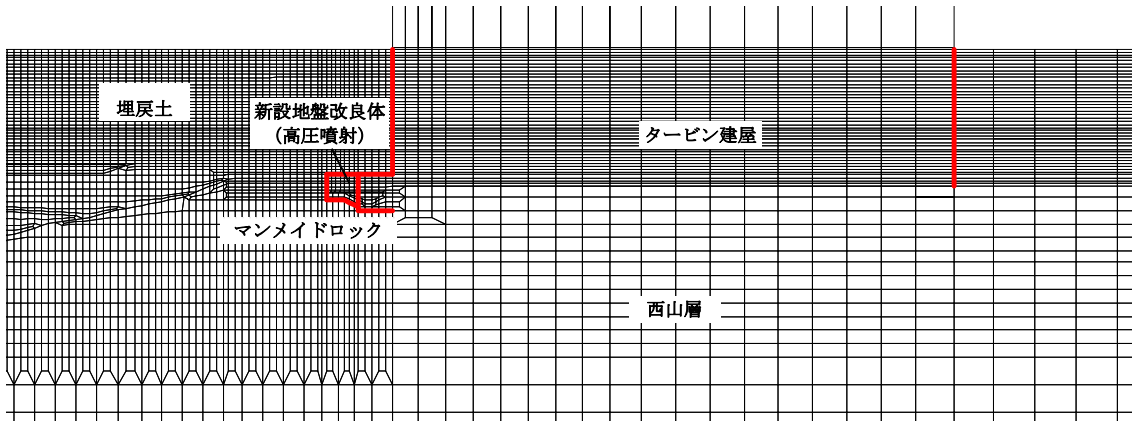 埋戻土
新設地盤改良体
（高圧噴射）
タービン建屋
マンメイドロック
西山層